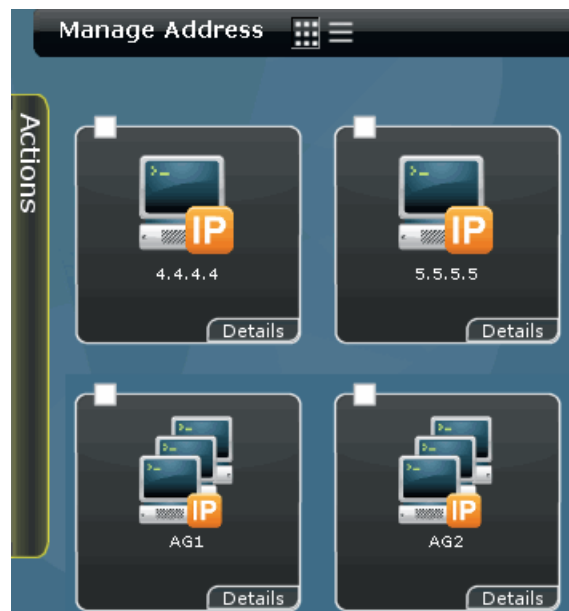 Manage Address
Actions
IP
4.4.4.4
Details
IP
5.5.5.5
Details
IP
AG1
Details
IP
AG2
Details